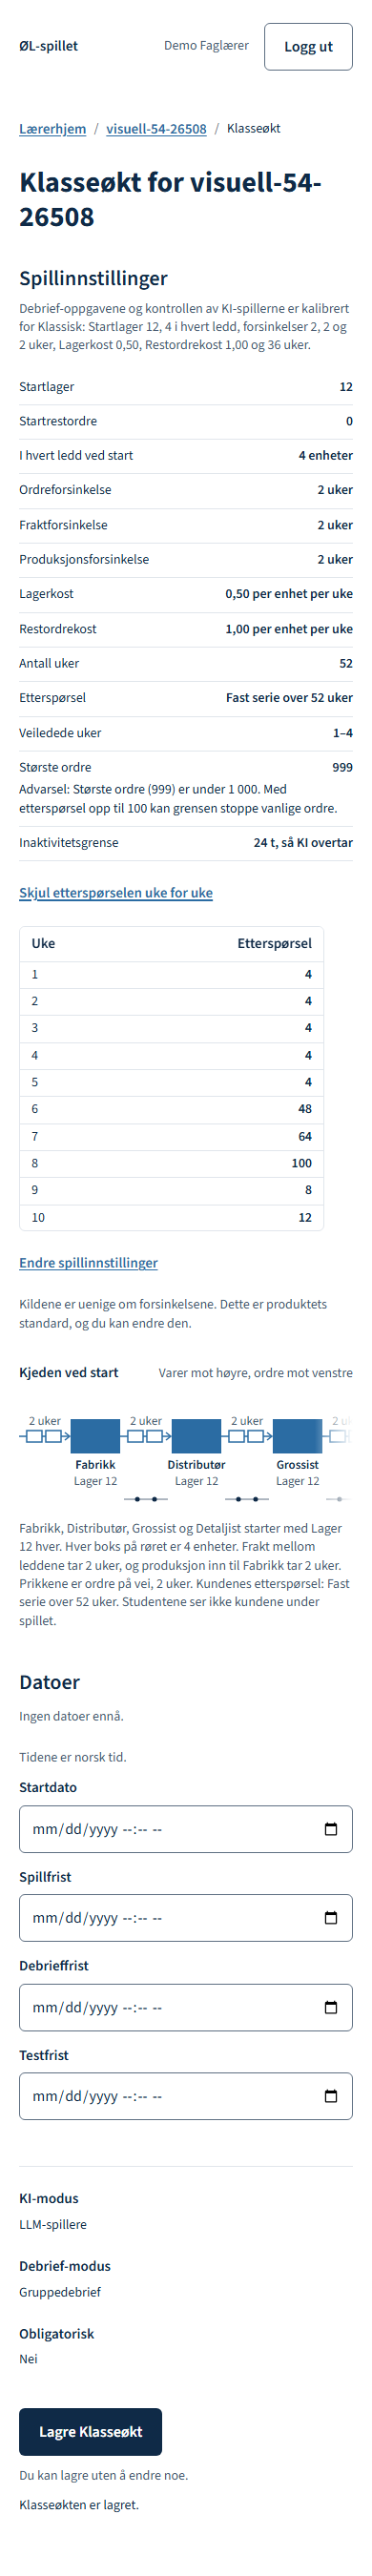 ØL-spillet
Demo Faglærer
Logg ut
Lærerhjem / visuell-54-26508 / Klasseøkt
Klasseøkt for visuell-54-
26508
Spillinnstillinger
Debrief-oppgavene og kontrollen av KI-spillerne er kalibrert
for Klassisk: Startlager 12, 4 i hvert ledd, forsinkelser 2, 2 og
2 uker, Lagerkost 0,50, Restordrekost 1,00 og 36 uker.
Startlager 12
Startrestordre 0
I hvert ledd ved start 4 enheter
Ordreforsinkelse 2 uker
Fraktforsinkelse 2 uker
Produksjonsforsinkelse 2 uker
Lagerkost 0,50 per enhet per uke
Restordrekost 1,00 per enhet per uke
Antall uker 52
Etterspørsel Fast serie over 52 uker
Veiledede uker 1–4
Største ordre 999
Advarsel: Største ordre (999) er under 1 000. Med
etterspørsel opp til 100 kan grensen stoppe vanlige ordre.
Inaktivitetsgrense 24 t, så KI overtar
Skjul etterspørselen uke for uke
Uke Etterspørsel
1 4
2 4
3 4
4 4
5 4
6 48
7 64
8 100
9 8
10 12
Endre spillinnstillinger
Kildene er uenige om forsinkelsene. Dette er produktets
standard, og du kan endre den.
Kjeden ved start Varer mot høyre, ordre mot venstre
2 uker 2 uker 2 uker 2
Fabrikk Distributør Grossist
Lager 12 Lager 12 Lager 12
Fabrikk, Distributør, Grossist og Detaljist starter med Lager
12 hver. Hver boks på røret er 4 enheter. Frakt mellom
leddene tar 2 uker, og produksjon inn til Fabrikk tar 2 uker.
Prikkene er ordre på vei, 2 uker. Kundenes etterspørsel: Fast
serie over 52 uker. Studentene ser ikke kundene under
spillet.
Datoer
Ingen datoer ennå.
Tidene er norsk tid.
Startdato
mm/dd/yyyy --:-- --
Spillfrist
mm/dd/yyyy --:-- --
Debrieffrist
mm/dd/yyyy --:-- --
Testfrist
mm/dd/yyyy --:-- --
KI-modus
LLM-spillere
Debrief-modus
Gruppedebrief
Obligatorisk
Nei
Lagre Klasseøkt
Du kan lagre uten å endre noe.
Klasseøkten er lagret.